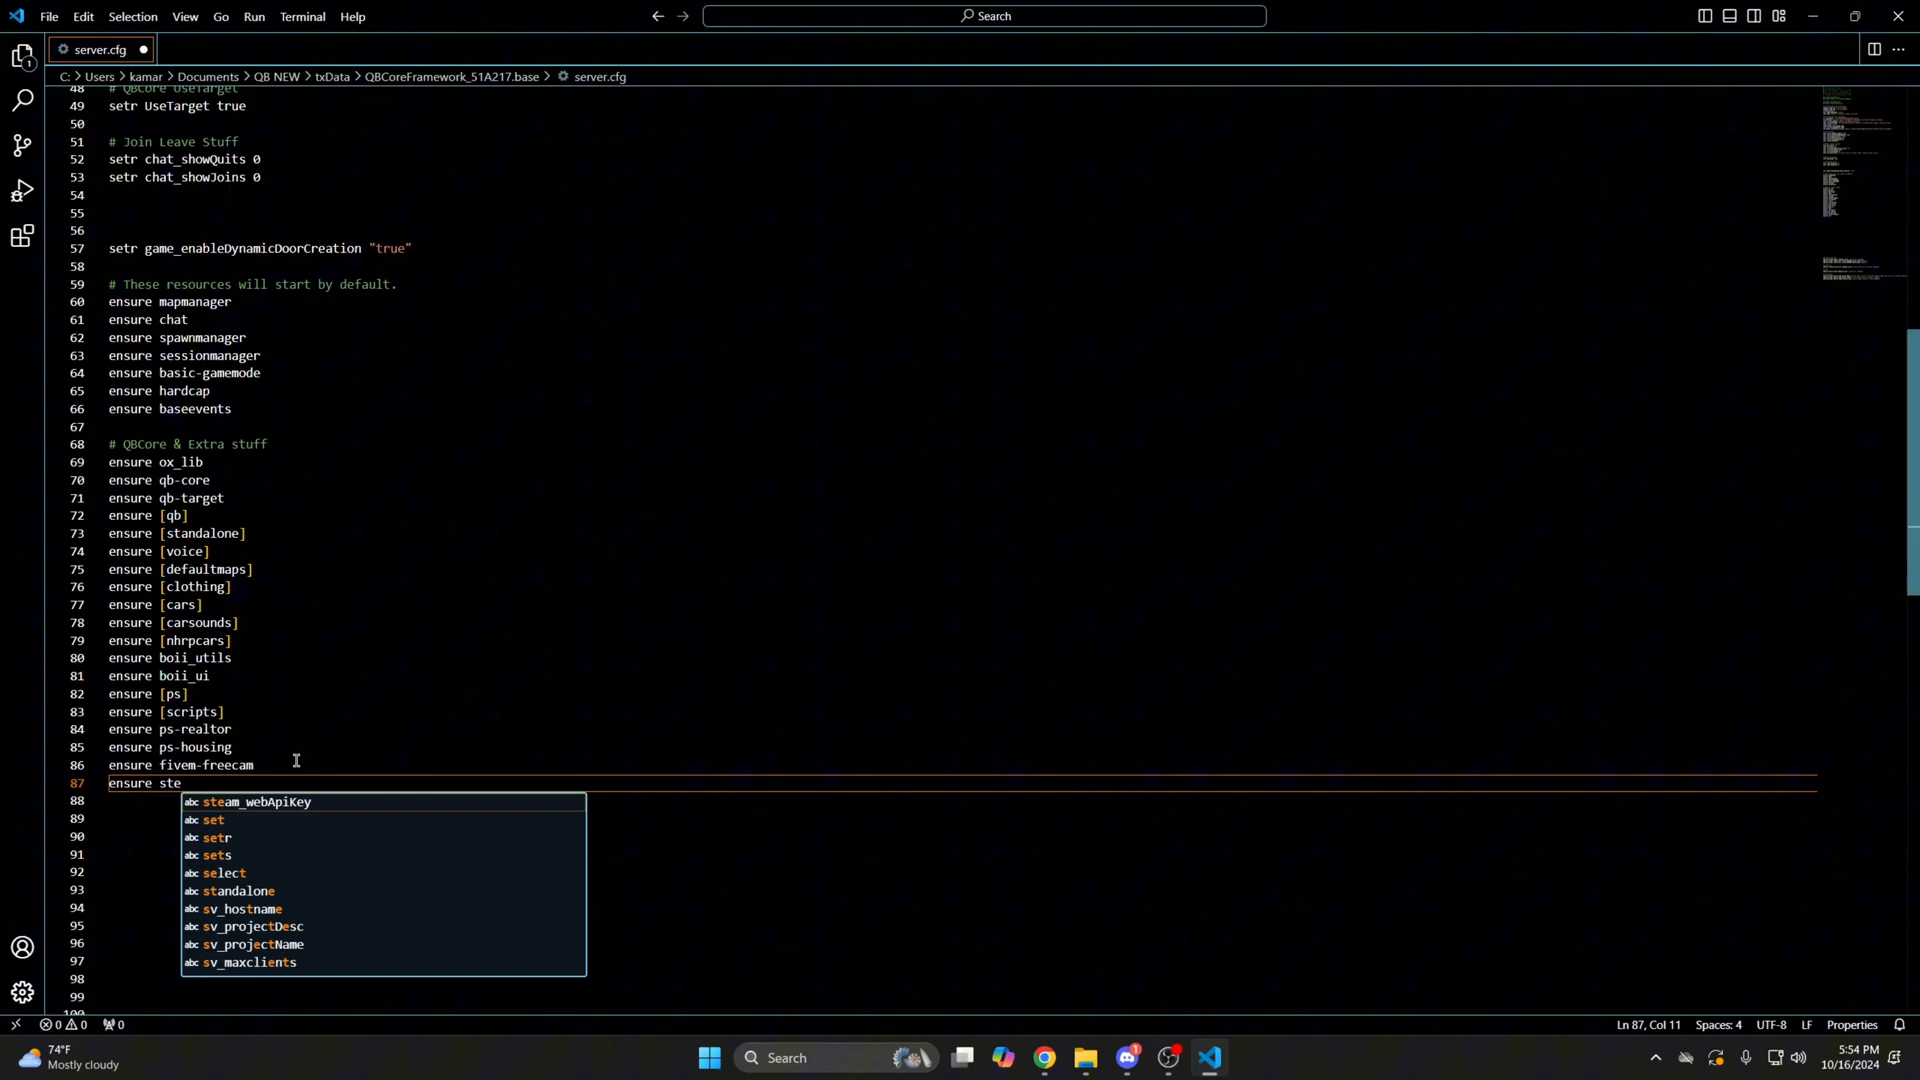 File Edit Selection View Go Run Terminal Help
Search
server.cfg
C: > Users > kamar > Documents > QB NEW > txData > QBCoreFramework_51A217.base > server.cfg
48 # QBCore UseTarget
49 setr UseTarget true
50
51 # Join Leave Stuff
52 setr chat_showQuits 0
53 setr chat_showJoins 0
54
55
56
57 setr game_enableDynamicDoorCreation "true"
58
59 # These resources will start by default.
60 ensure mapmanager
61 ensure chat
62 ensure spawnmanager
63 ensure sessionmanager
64 ensure basic-gamemode
65 ensure hardcap
66 ensure baseevents
67
68 # QBCore & Extra stuff
69 ensure ox_lib
70 ensure qb-core
71 ensure qb-target
72 ensure [qb]
73 ensure [standalone]
74 ensure [voice]
75 ensure [defaultmaps]
76 ensure [clothing]
77 ensure [cars]
78 ensure [carsounds]
79 ensure [nhrpcars]
80 ensure boii_utils
81 ensure boii_ui
82 ensure [ps]
83 ensure [scripts]
84 ensure ps-realtor
85 ensure ps-housing
86 ensure fivem-freecam
87 ensure ste
88 abc steam_webApiKey
89 abc set
90 abc setr
91 abc sets
92 abc select
93 abc standalone
94 abc sv_hostname
95 abc sv_projectDesc
96 abc sv_projectName
97 abc sv_maxclients
98
99
100
0 0 0 Ln 87, Col 11 Spaces: 4 UTF-8 LF Properties
74°F
Mostly cloudy
Search
1
5:54 PM
10/16/2024